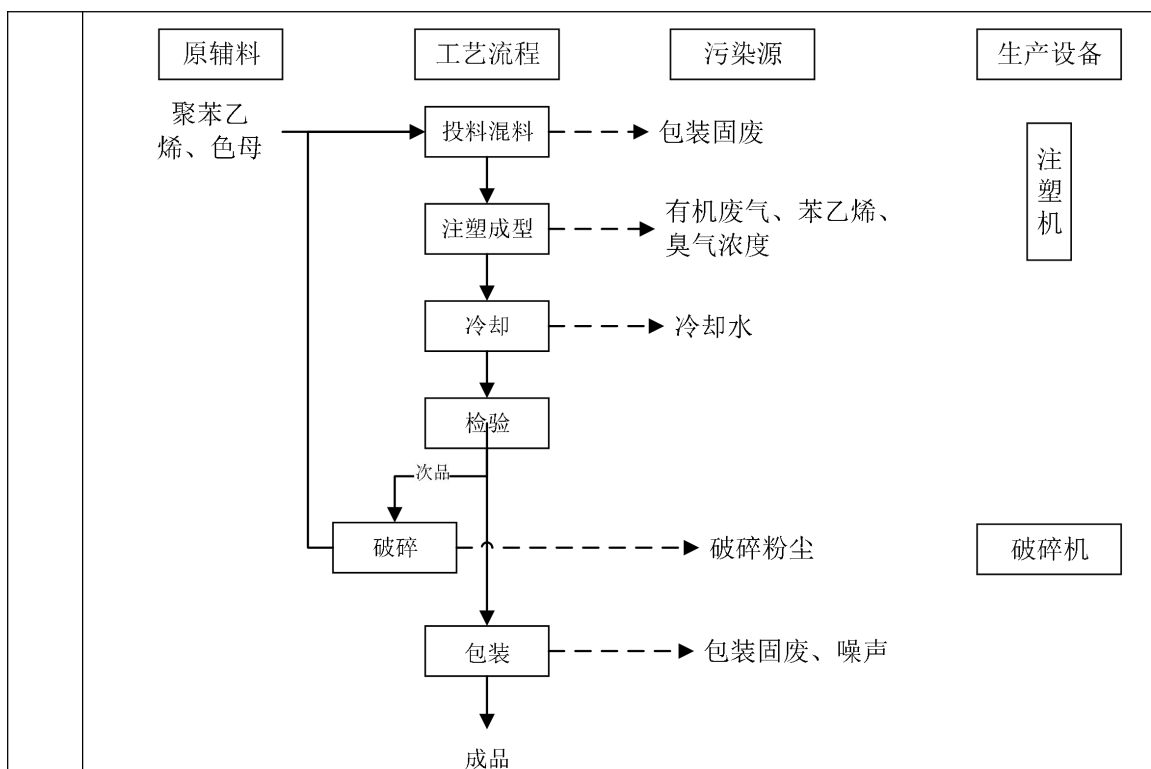 原辅料
工艺流程
污染源
生产设备
聚苯乙
烯、色母
投料混料
包装固废
注塑机
注塑成型
有机废气、苯乙烯、
臭气浓度
冷却
冷却水
检验
次品
破碎
破碎粉尘
破碎机
包装
包装固废、噪声
成品